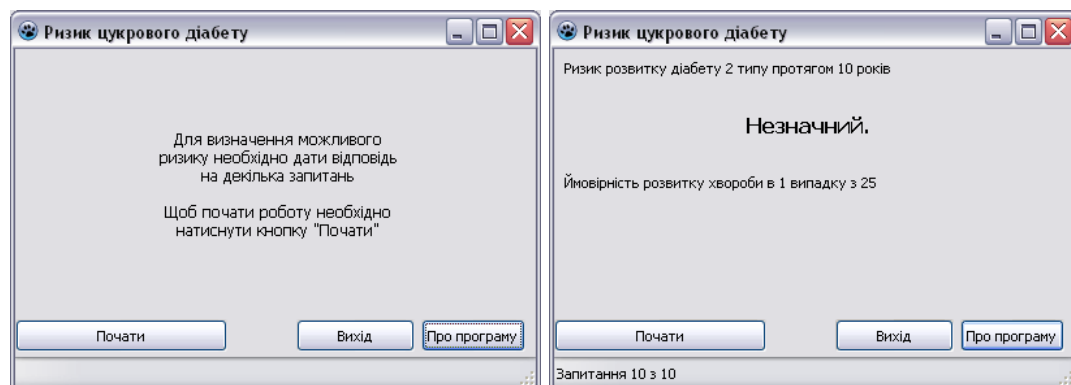 Ризик цукрового діабету
Для визначення можливого
ризику необхідно дати відповідь
на декілька запитань
Щоб почати роботу необхідно
натиснути кнопку "Почати"
Почати
Вихід
Про програму
Ризик цукрового діабету
Ризик розвитку діабету 2 типу протягом 10 років
Незначний.
Ймовірність розвитку хвороби в 1 випадку з 25
Почати
Вихід
Про програму
Запитання 10 з 10